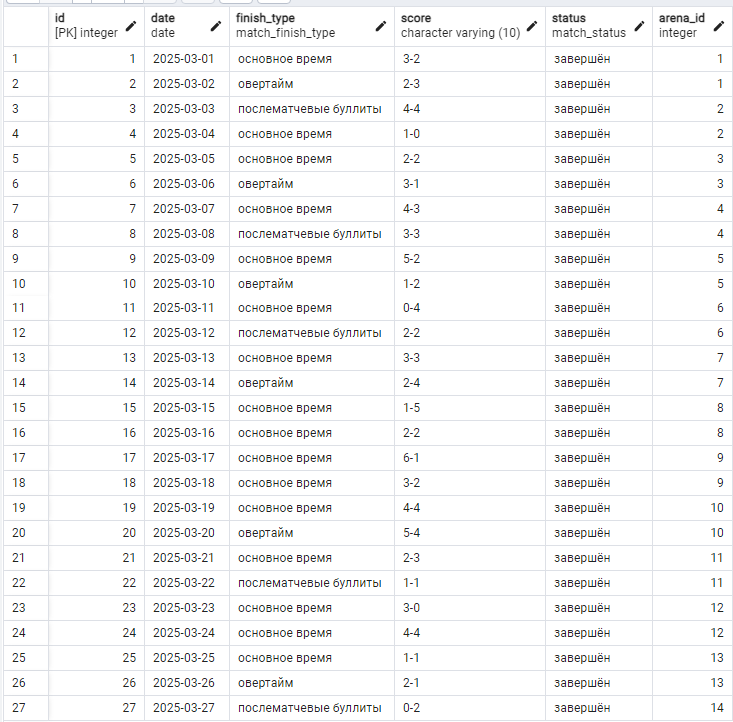 id date finish_type score status arena_id
[PK] integer date match_finish_type character varying (10) match_status integer
1 1 2025-03-01 основное время 3-2 завершён 1
2 2 2025-03-02 овертайм 2-3 завершён 1
3 3 2025-03-03 послематчевые буллиты 4-4 завершён 2
4 4 2025-03-04 основное время 1-0 завершён 2
5 5 2025-03-05 основное время 2-2 завершён 3
6 6 2025-03-06 овертайм 3-1 завершён 3
7 7 2025-03-07 основное время 4-3 завершён 4
8 8 2025-03-08 послематчевые буллиты 3-3 завершён 4
9 9 2025-03-09 основное время 5-2 завершён 5
10 10 2025-03-10 овертайм 1-2 завершён 5
11 11 2025-03-11 основное время 0-4 завершён 6
12 12 2025-03-12 послематчевые буллиты 2-2 завершён 6
13 13 2025-03-13 основное время 3-3 завершён 7
14 14 2025-03-14 овертайм 2-4 завершён 7
15 15 2025-03-15 основное время 1-5 завершён 8
16 16 2025-03-16 основное время 2-2 завершён 8
17 17 2025-03-17 основное время 6-1 завершён 9
18 18 2025-03-18 основное время 3-2 завершён 9
19 19 2025-03-19 основное время 4-4 завершён 10
20 20 2025-03-20 овертайм 5-4 завершён 10
21 21 2025-03-21 основное время 2-3 завершён 11
22 22 2025-03-22 послематчевые буллиты 1-1 завершён 11
23 23 2025-03-23 основное время 3-0 завершён 12
24 24 2025-03-24 основное время 4-4 завершён 12
25 25 2025-03-25 основное время 1-1 завершён 13
26 26 2025-03-26 овертайм 2-1 завершён 13
27 27 2025-03-27 послематчевые буллиты 0-2 завершён 14